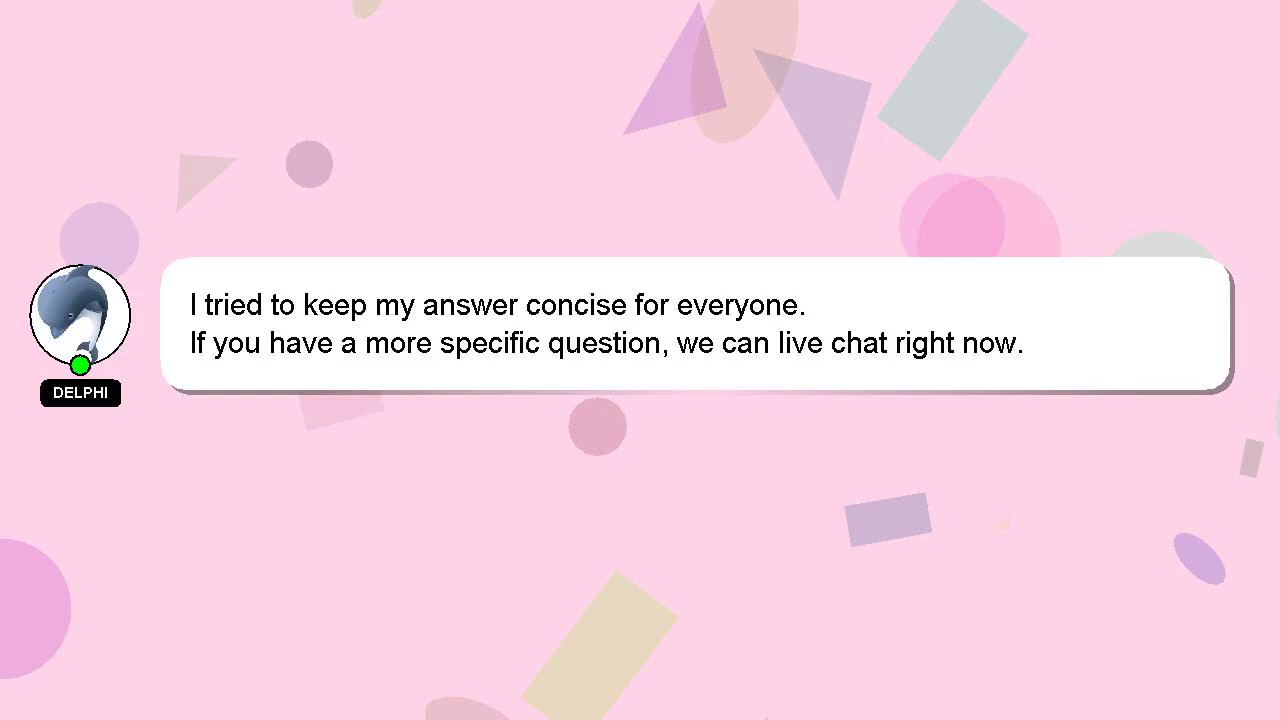 I tried to keep my answer concise for everyone.
If you have a more specific question, we can live chat right now.
DELPHI